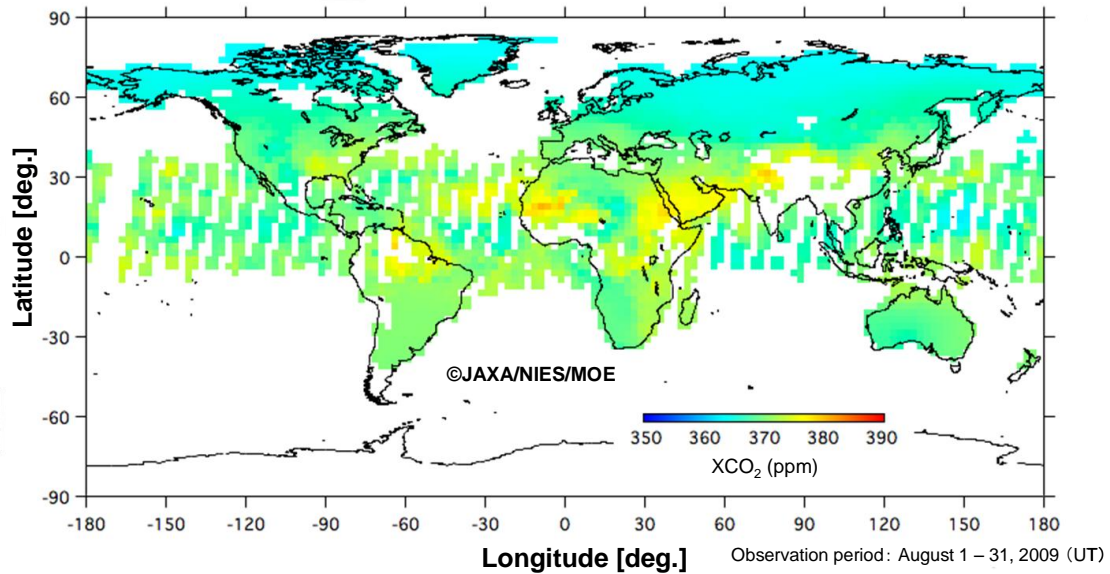 90
60
30
0
-30
-60
-90
Latitude [deg.]
©JAXA/NIES/MOE
350 360 370 380 390
XCO2 (ppm)
-180 -150 -120 -90 -60 -30 0 30 60 90 120 150 180
Longitude [deg.]
Observation period: August 1 – 31, 2009 (UT)